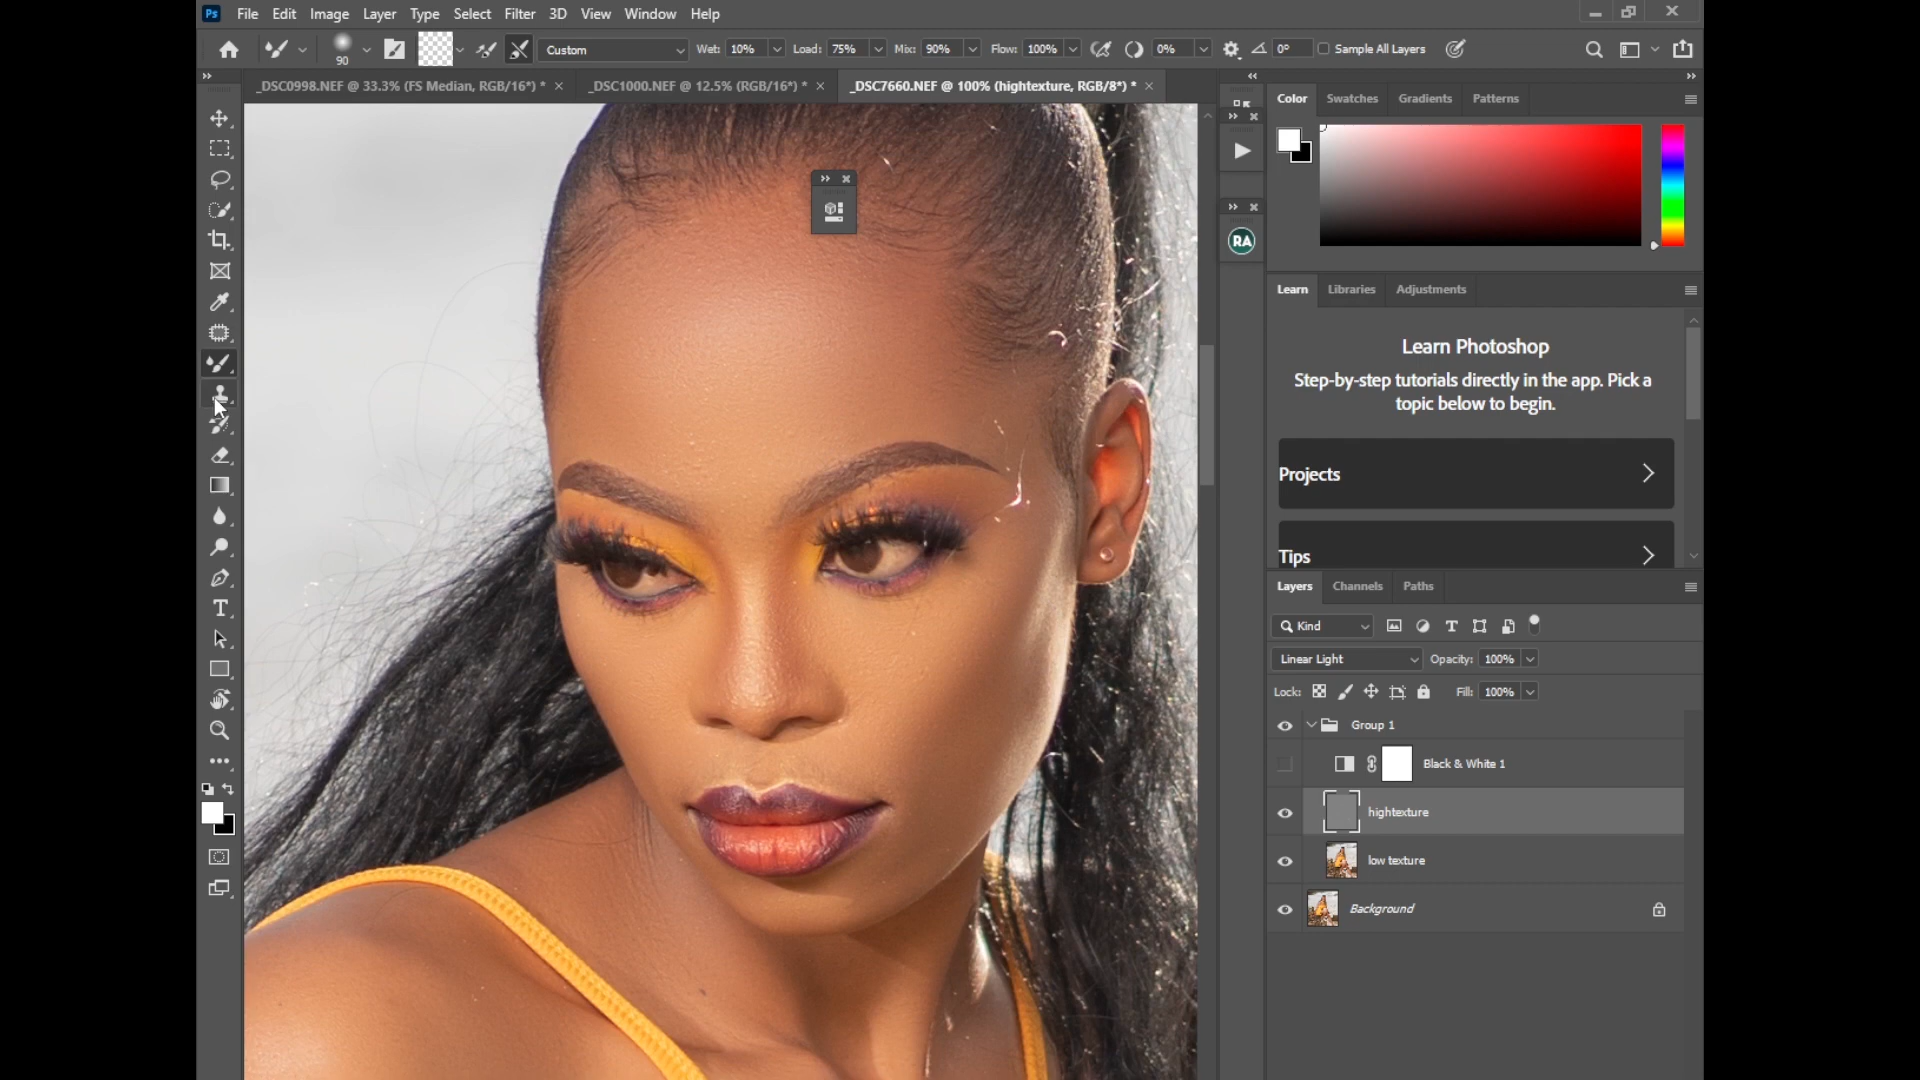 Ps File Edit Image Layer Type Select Filter 3D View Window Help
90 Custom Wet: 10% Load: 75% Mix: 90% Flow: 100% 0% 0° Sample All Layers
_DSC0998.NEF @ 33.3% (FS Median, RGB/16*) * × _DSC1000.NEF @ 12.5% (RGB/16*) * × _DSC7660.NEF @ 100% (hightexture, RGB/8*) * ×
Color Swatches Gradients Patterns
RA
Learn Libraries Adjustments
Learn Photoshop
Step-by-step tutorials directly in the app. Pick a
topic below to begin.
Projects
Tips
Layers Channels Paths
Kind
Linear Light Opacity: 100%
Lock: Fill: 100%
Group 1
Black & White 1
hightexture
low texture
Background